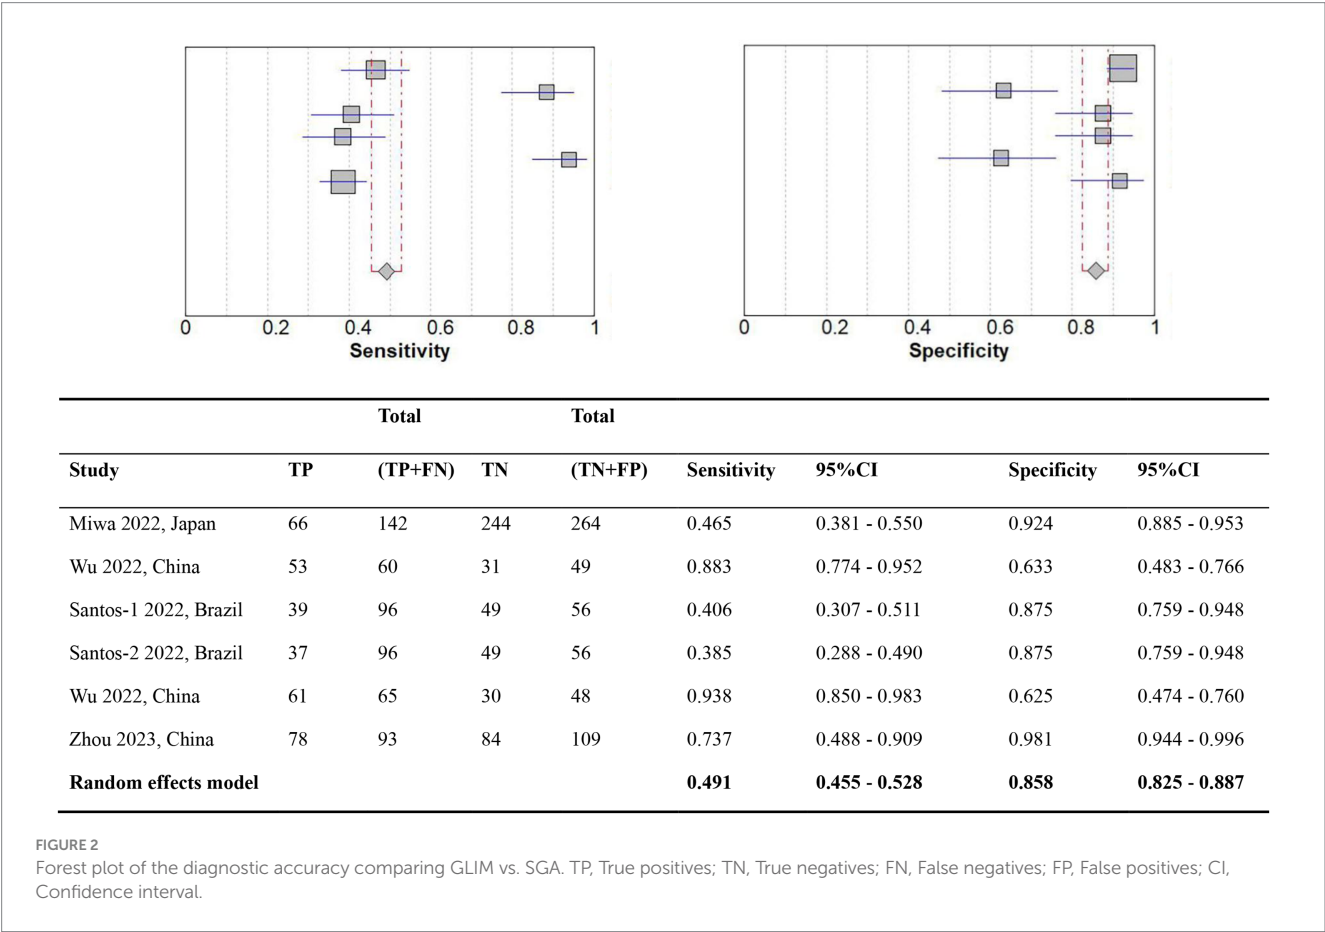 0 0.2 0.4 0.6 0.8 1
Sensitivity
0 0.2 0.4 0.6 0.8 1
Specificity
Total Total
Study TP (TP+FN) TN (TN+FP) Sensitivity 95%CI Specificity 95%CI
Miwa 2022, Japan 66 142 244 264 0.465 0.381 - 0.550 0.924 0.885 - 0.953
Wu 2022, China 53 60 31 49 0.883 0.774 - 0.952 0.633 0.483 - 0.766
Santos-1 2022, Brazil 39 96 49 56 0.406 0.307 - 0.511 0.875 0.759 - 0.948
Santos-2 2022, Brazil 37 96 49 56 0.385 0.288 - 0.490 0.875 0.759 - 0.948
Wu 2022, China 61 65 30 48 0.938 0.850 - 0.983 0.625 0.474 - 0.760
Zhou 2023, China 78 93 84 109 0.737 0.488 - 0.909 0.981 0.944 - 0.996
Random effects model 0.491 0.455 - 0.528 0.858 0.825 - 0.887
FIGURE 2
Forest plot of the diagnostic accuracy comparing GLIM vs. SGA. TP, True positives; TN, True negatives; FN, False negatives; FP, False positives; CI,
Confidence interval.